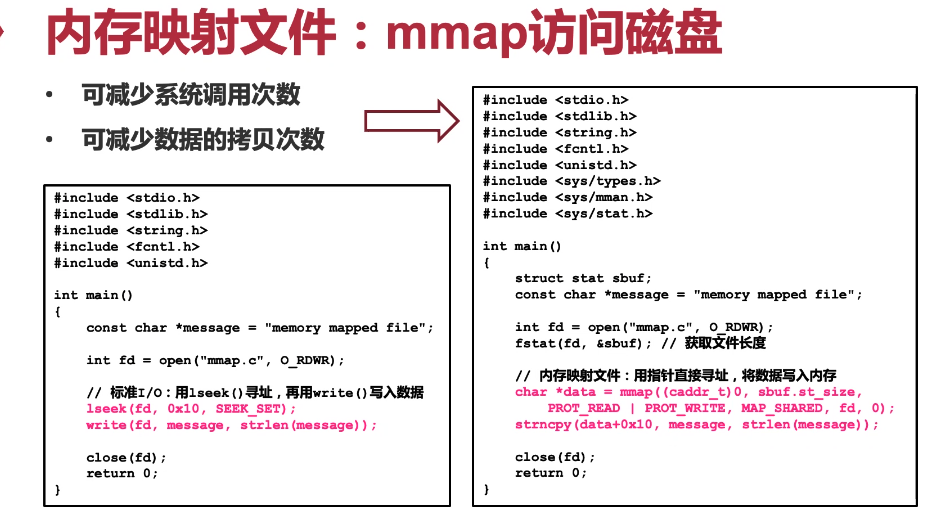 内存映射文件：mmap访问磁盘
• 可减少系统调用次数
• 可减少数据的拷贝次数
#include <stdio.h>
#include <stdlib.h>
#include <string.h>
#include <fcntl.h>
#include <unistd.h>

int main()
{
    const char *message = "memory mapped file";

    int fd = open("mmap.c", O_RDWR);

    // 标准I/O：用lseek()寻址，再用write()写入数据
    lseek(fd, 0x10, SEEK_SET);
    write(fd, message, strlen(message));

    close(fd);
    return 0;
}
#include <stdio.h>
#include <stdlib.h>
#include <string.h>
#include <fcntl.h>
#include <unistd.h>
#include <sys/types.h>
#include <sys/mman.h>
#include <sys/stat.h>

int main()
{
    struct stat sbuf;
    const char *message = "memory mapped file";

    int fd = open("mmap.c", O_RDWR);
    fstat(fd, &sbuf); // 获取文件长度

    // 内存映射文件：用指针直接寻址，将数据写入内存
    char *data = mmap((caddr_t)0, sbuf.st_size,
        PROT_READ | PROT_WRITE, MAP_SHARED, fd, 0);
    strncpy(data+0x10, message, strlen(message));

    close(fd);
    return 0;
}